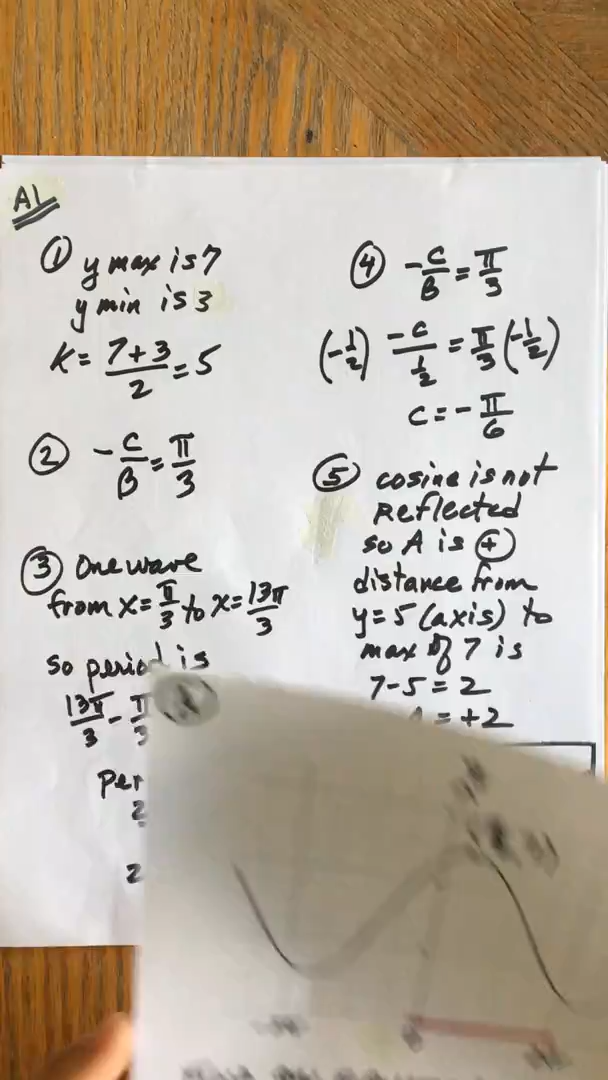 A1
① y max is 7
y min is 3
K = 7+3/2 = 5
② -C/B = π/3
③ One wave
from x = π/3 to x = 13π/3
so period is
13π/3 - π/3
Per
2
2
④ -C/B = π/3
(-1/2) -C/(1/2) = π/3 (-1/2)
C = -π/6
⑤ cosine is not
Reflected
so A is ⊕
distance from
y = 5 (axis) to
max of 7 is
7 - 5 = 2
= +2